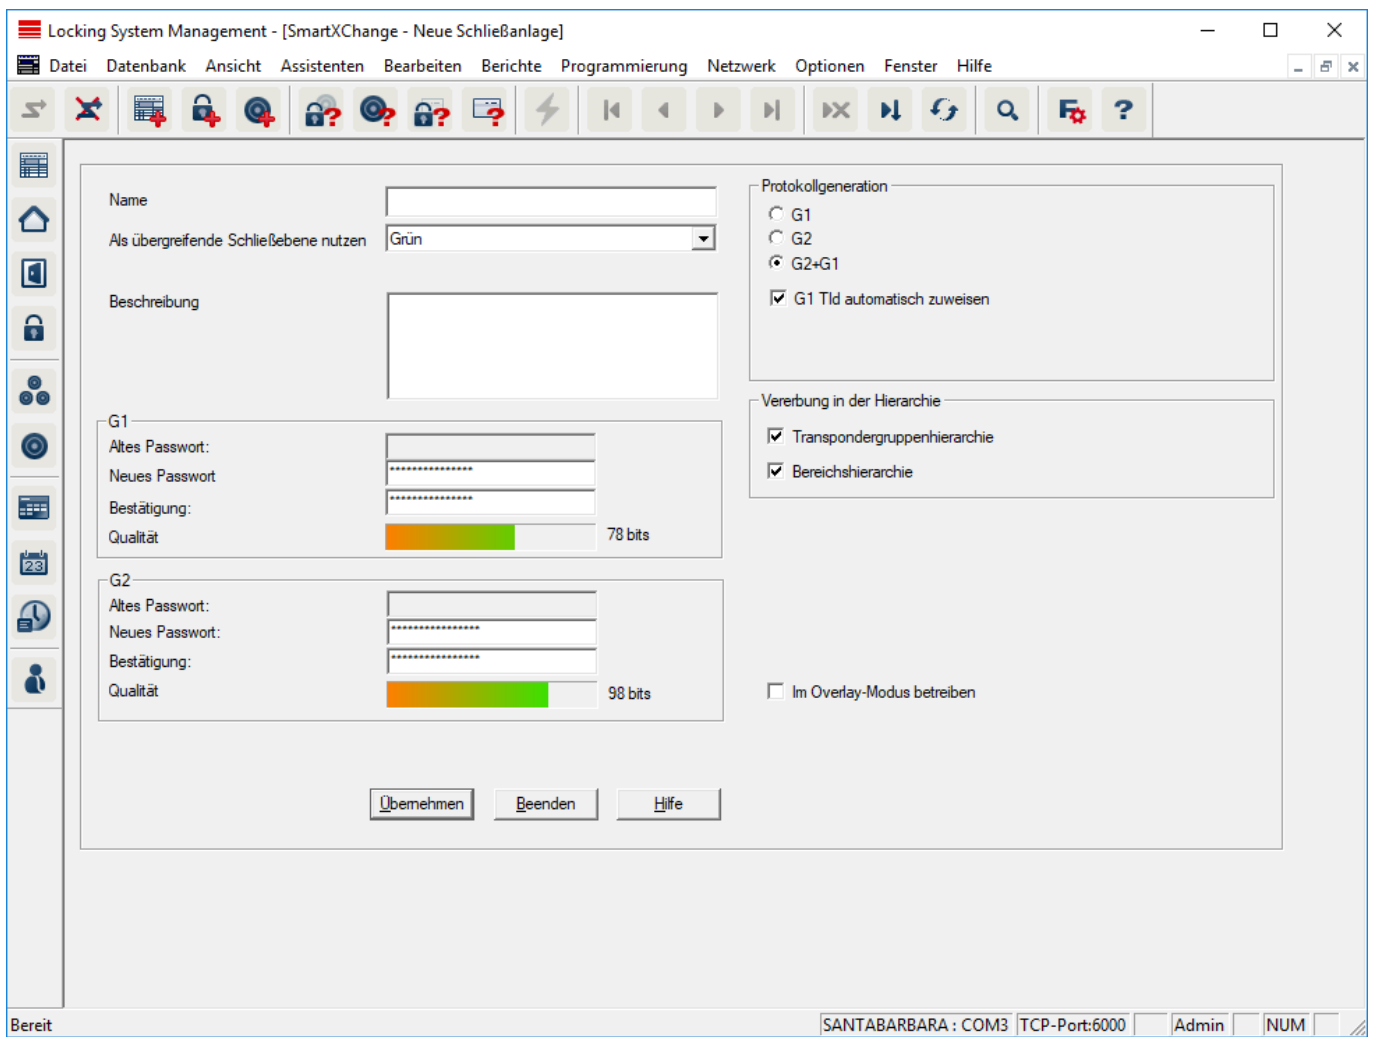 Locking System Management - [SmartXChange - Neue Schließanlage]
Datei Datenbank Ansicht Assistenten Bearbeiten Berichte Programmierung Netzwerk Optionen Fenster Hilfe
23
Name
Als übergreifende Schließebene nutzen Grün
Beschreibung
G1
Altes Passwort:
Neues Passwort ***************
Bestätigung: ***************
Qualität 78 bits
G2
Altes Passwort:
Neues Passwort: ****************
Bestätigung: ****************
Qualität 98 bits
Übernehmen Beenden Hilfe
Protokollgeneration
G1
G2
G2+G1
G1 TId automatisch zuweisen
Vererbung in der Hierarchie
Transpondergruppenhierarchie
Bereichshierarchie
Im Overlay-Modus betreiben
Bereit SANTABARBARA : COM3 TCP-Port:6000 Admin NUM